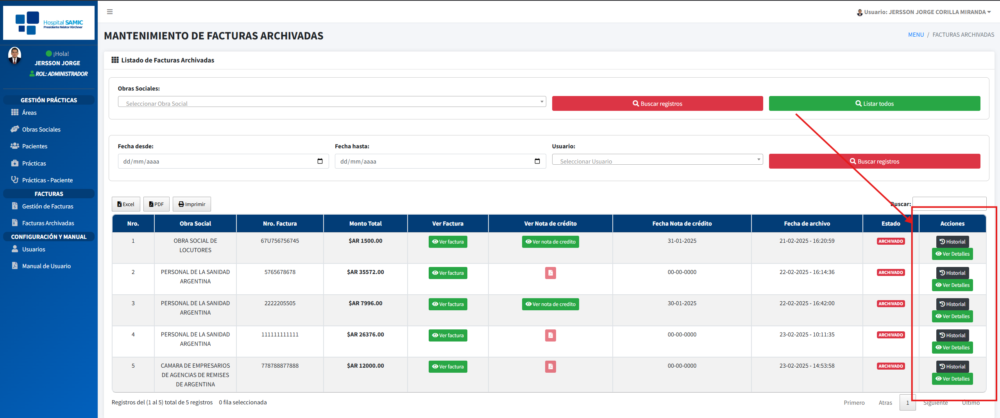 Hospital SAMIC
Presidente Néstor Kirchner
Usuario: JERSSON JORGE CORILLA MIRANDA
¡Hola!
JERSSON JORGE
ROL: ADMINISTRADOR
GESTIÓN PRÁCTICAS
Áreas
Obras Sociales
Pacientes
Prácticas
Prácticas - Paciente
FACTURAS
Gestión de Facturas
Facturas Archivadas
CONFIGURACIÓN Y MANUAL
Usuarios
Manual de Usuario
MANTENIMIENTO DE FACTURAS ARCHIVADAS
MENU / FACTURAS ARCHIVADAS
Listado de Facturas Archivadas
Obras Sociales:
Seleccionar Obra Social
Buscar registros
Listar todos
Fecha desde: Fecha hasta: Usuario:
dd/mm/aaaa dd/mm/aaaa Seleccionar Usuario Buscar registros
Excel PDF Imprimir Buscar:
Nro. Obra Social Nro. Factura Monto Total Ver Factura Ver Nota de crédito Fecha Nota de crédito Fecha de archivo Estado Acciones
1 OBRA SOCIAL DE 67U756756745 $AR 1500.00 Ver factura Ver nota de credito 31-01-2025 21-02-2025 - 16:20:59 ARCHIVADO Historial
LOCUTORES Ver Detalles
2 PERSONAL DE LA SANIDAD 5765678678 $AR 35572.00 Ver factura 00-00-0000 22-02-2025 - 16:14:36 ARCHIVADO Historial
ARGENTINA Ver Detalles
3 PERSONAL DE LA SANIDAD 2222205505 $AR 7996.00 Ver factura Ver nota de credito 30-01-2025 22-02-2025 - 16:42:00 ARCHIVADO Historial
ARGENTINA Ver Detalles
4 PERSONAL DE LA SANIDAD 111111111111 $AR 26376.00 Ver factura 00-00-0000 23-02-2025 - 10:11:35 ARCHIVADO Historial
ARGENTINA Ver Detalles
5 CAMARA DE EMPRESARIOS 778788877888 $AR 12000.00 Ver factura 00-00-0000 23-02-2025 - 14:53:58 ARCHIVADO Historial
DE AGENCIAS DE REMISES Ver Detalles
DE ARGENTINA
Registros del (1 al 5) total de 5 registros 0 fila seleccionada
Primero Atras 1 Siguiente Último